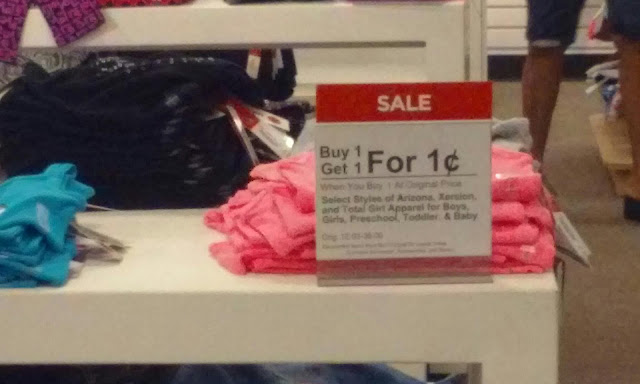 SALE
Buy 1
Get 1 For 1¢
When You Buy 1 At Original Price
Select Styles of Arizona, Xersion,
and Total Girl Apparel for Boys,
Girls, Preschool, Toddler & Baby
Orig.